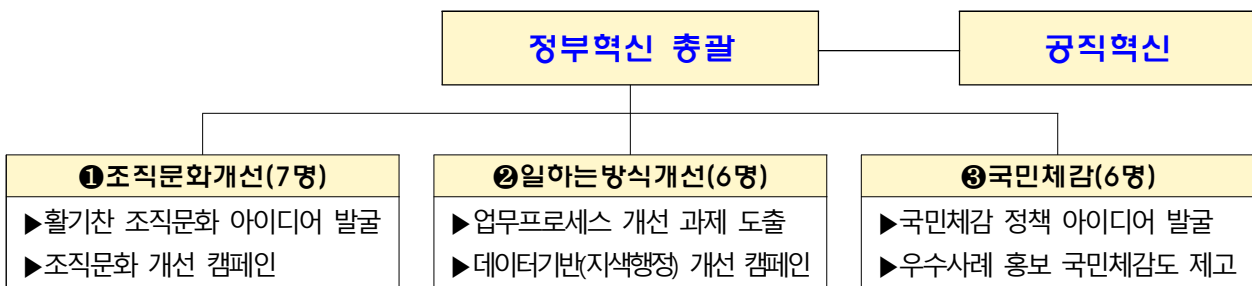 정부혁신 총괄
공직혁신
❶조직문화개선(7명)
▶활기찬 조직문화 아이디어 발굴
▶조직문화 개선 캠페인
❷일하는방식개선(6명)
▶업무프로세스 개선 과제 도출
▶데이터기반(지색행정) 개선 캠페인
❸국민체감(6명)
▶국민체감 정책 아이디어 발굴
▶우수사례 홍보 국민체감도 제고